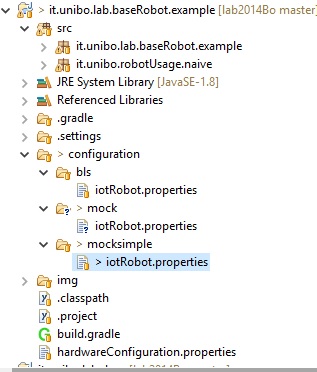 > it.unibo.lab.baseRobot.example [lab2014Bo master]
src
> it.unibo.lab.baseRobot.example
> it.unibo.robotUsage.naive
JRE System Library [JavaSE-1.8]
Referenced Libraries
.gradle
.settings
> configuration
bls
iotRobot.properties
> mock
iotRobot.properties
> mocksimple
> iotRobot.properties
img
.classpath
.project
build.gradle
hardwareConfiguration.properties